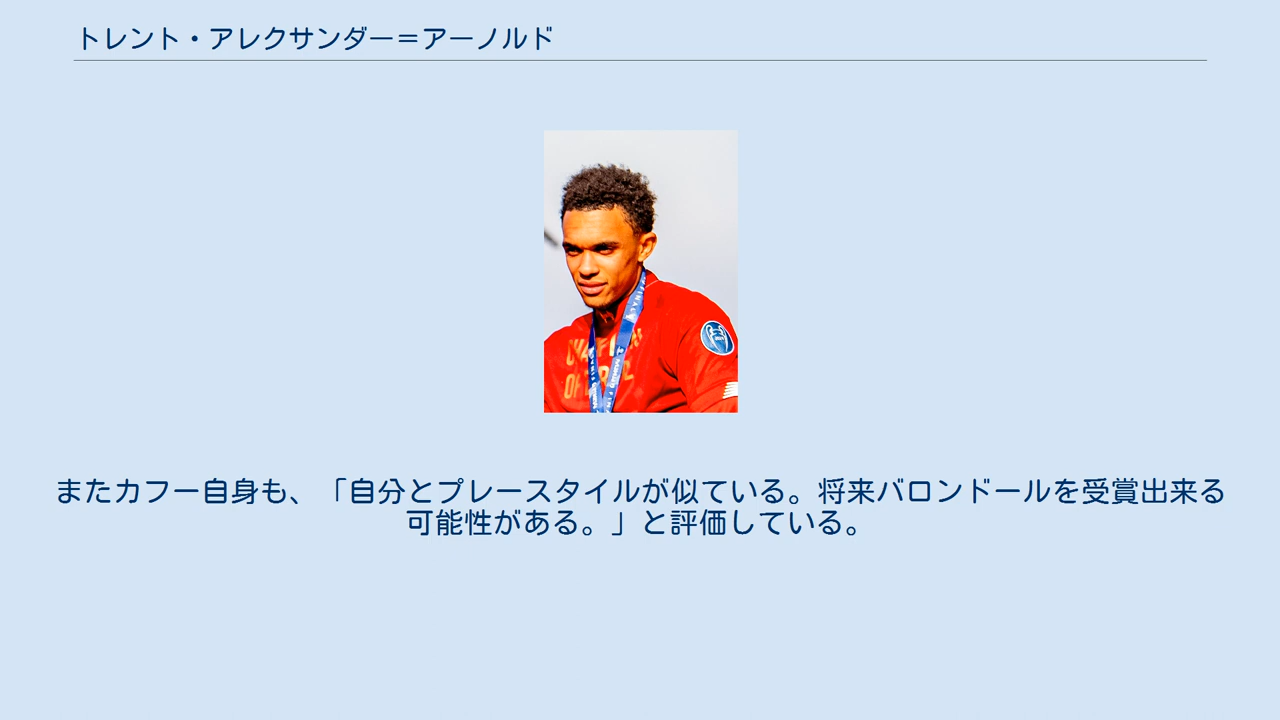 トレント・アレクサンダー＝アーノルド
またカフー自身も、「自分とプレースタイルが似ている。将来バロンドールを受賞出来る
可能性がある。」と評価している。